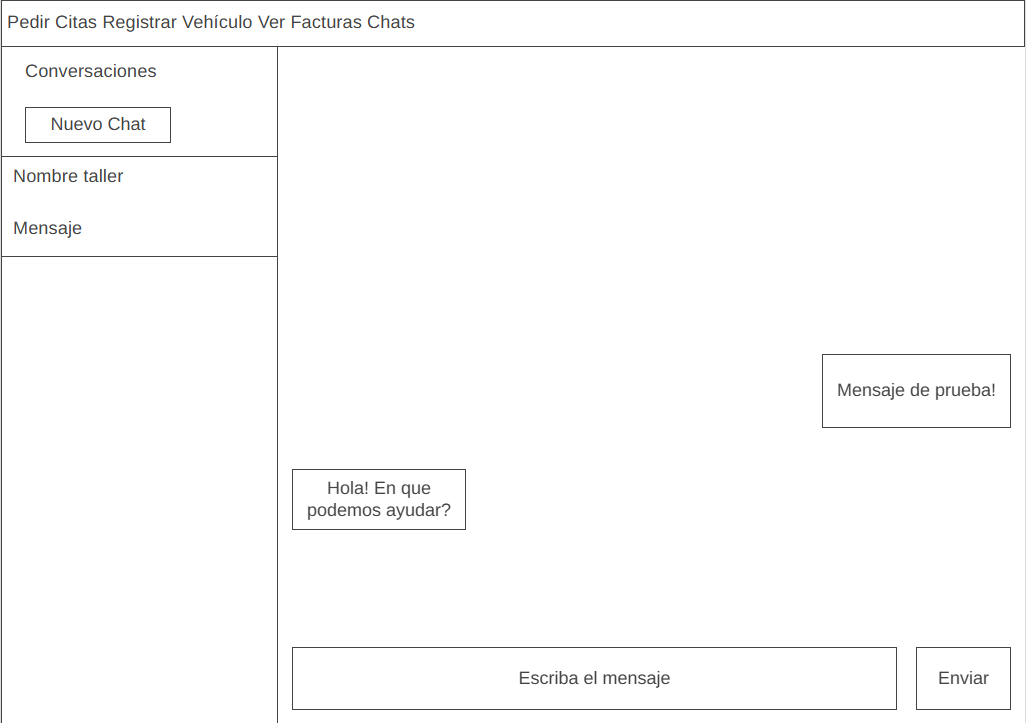 Pedir Citas Registrar Vehículo Ver Facturas Chats
Conversaciones
Nuevo Chat
Nombre taller
Mensaje
Mensaje de prueba!
Hola! En que
podemos ayudar?
Escriba el mensaje
Enviar